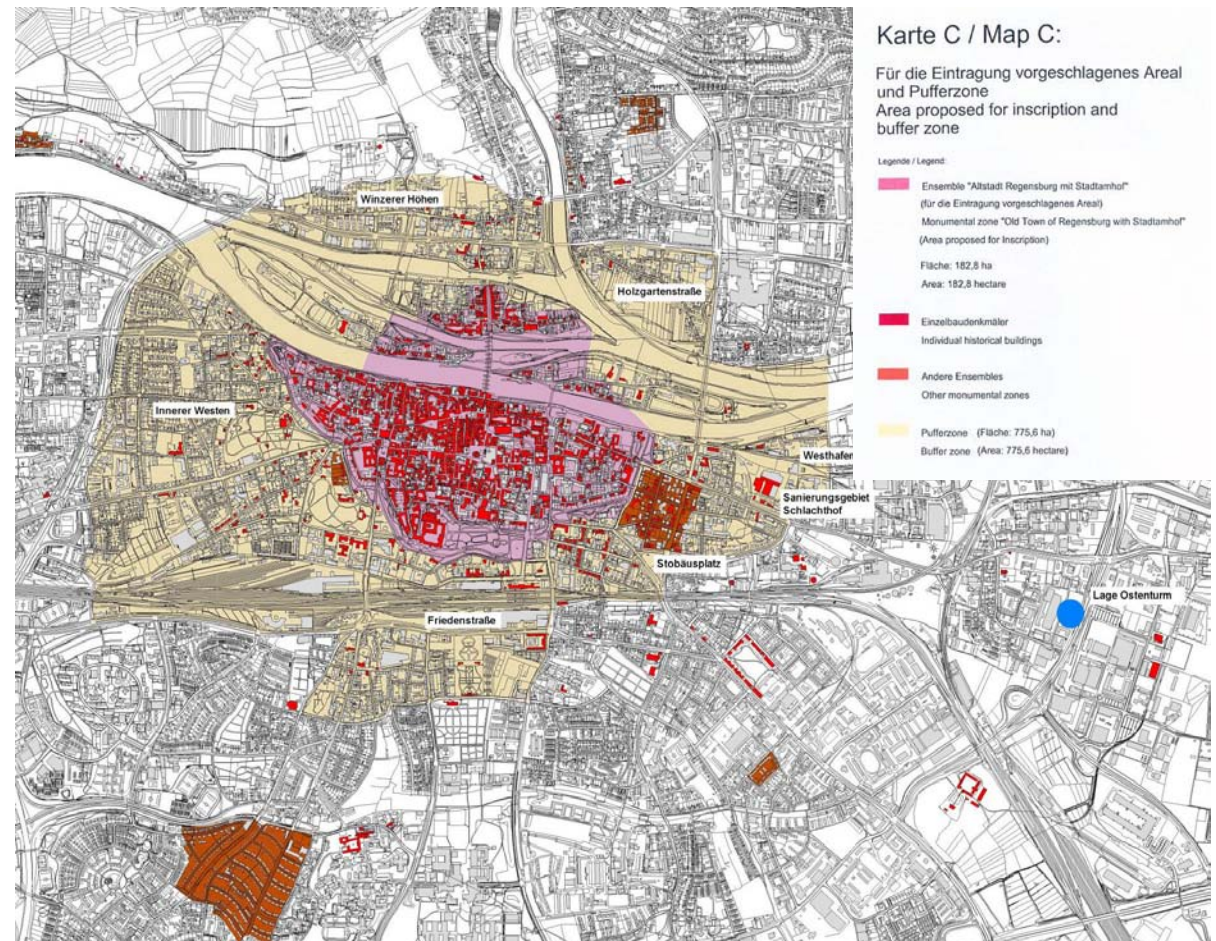 Karte C / Map C:
Für die Eintragung vorgeschlagenes Areal
und Pufferzone
Area proposed for inscription and
buffer zone
Legende / Legend:
Ensemble "Altstadt Regensburg mit Stadtamhof"
(für die Eintragung vorgeschlagenes Areal)
Monumental zone "Old Town of Regensburg with Stadtamhof"
(Area proposed for Inscription)
Fläche: 182,8 ha
Area: 182,8 hectare
Einzelbaudenkmäler
Individual historical buildings
Andere Ensembles
Other monumental zones
Pufferzone (Fläche: 775,6 ha)
Buffer zone (Area: 775,6 hectare)
Winzerer Höhen
Holzgartenstraße
Innerer Westen
Westhafen
Sanierungsgebiet
Schlachthof
Stobäusplatz
Lage Ostenturm
Friedenstraße